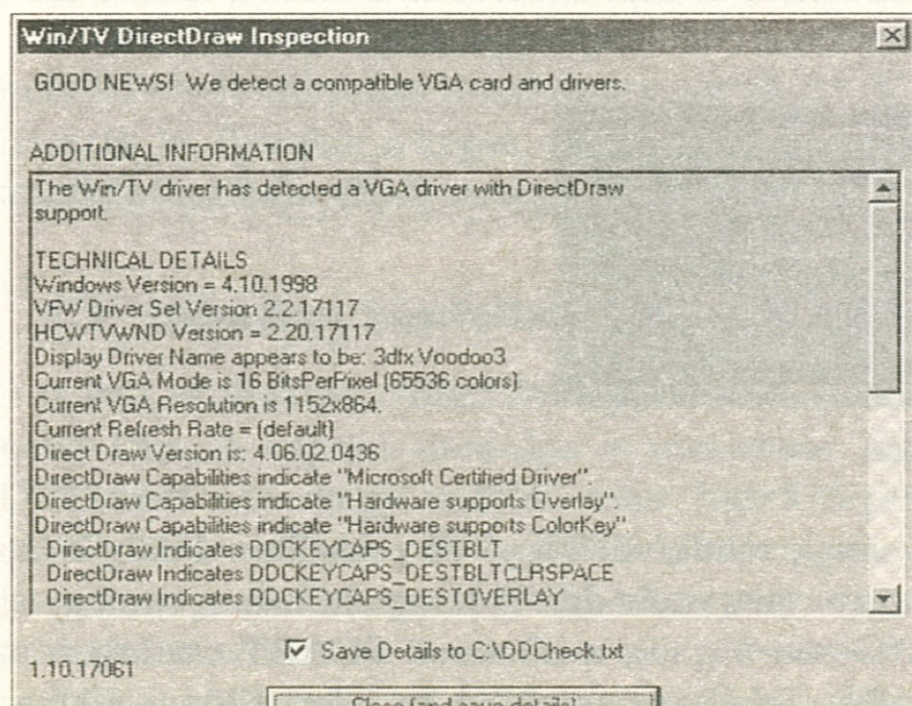 Win/TV DirectDraw Inspection
GOOD NEWS! We detect a compatible VGA card and drivers.
ADDITIONAL INFORMATION
The Win/TV driver has detected a VGA driver with DirectDraw
support.
TECHNICAL DETAILS
Windows Version = 4.10.1998
VFW Driver Set Version 2.2.17117
HCWTVWND Version = 2.20.17117
Display Driver Name appears to be: 3dfx Voodoo3
Current VGA Mode is 16 BitsPerPixel (65536 colors).
Current VGA Resolution is 1152x864.
Current Refresh Rate = (default)
Direct Draw Version is: 4.06.02.0436
DirectDraw Capabilities indicate "Microsoft Certified Driver".
DirectDraw Capabilities indicate "Hardware supports Overlay".
DirectDraw Capabilities indicate "Hardware supports ColorKey".
DirectDraw Indicates DDCKEYCAPS_DESTBLT
DirectDraw Indicates DDCKEYCAPS_DESTBLTCLRSPACE
DirectDraw Indicates DDCKEYCAPS_DESTOVERLAY
Save Details to C:\DDCheck.txt
1.10.17061
Close (and save details)